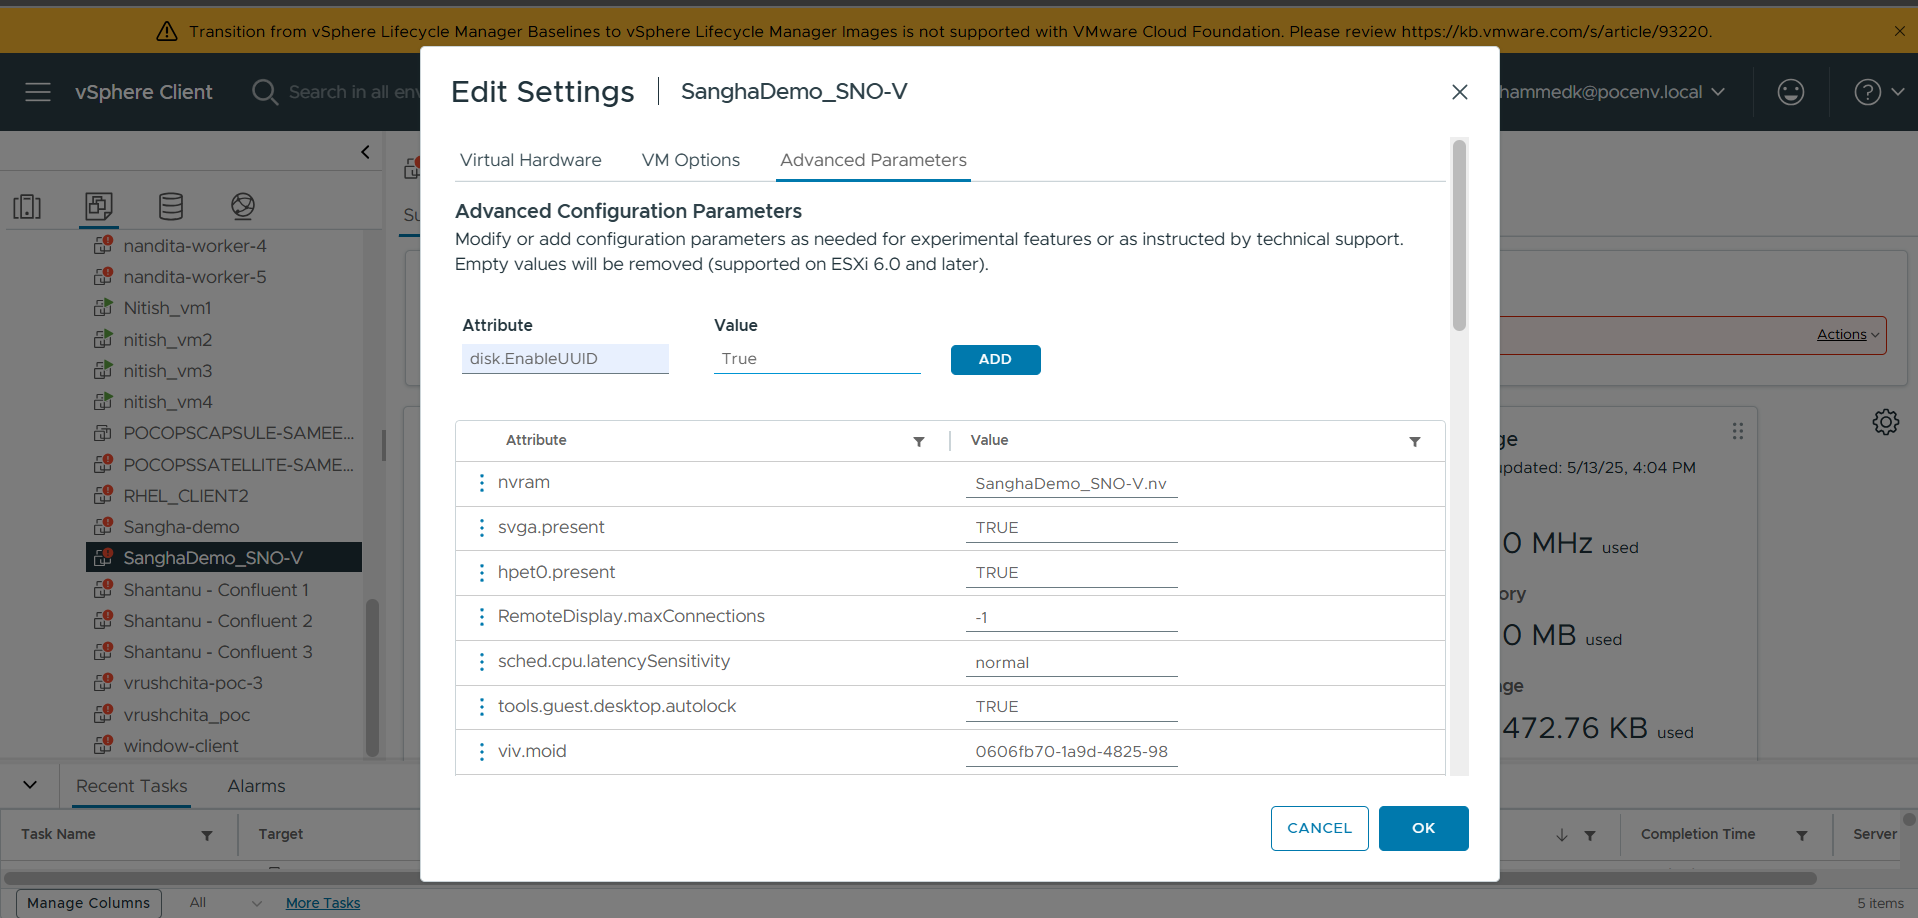 Transition from vSphere Lifecycle Manager Baselines to vSphere Lifecycle Manager Images is not supported with VMware Cloud Foundation. Please review https://kb.vmware.com/s/article/93220.
vSphere Client
Search in all env
hammedk@pocenv.local
Edit Settings | SanghaDemo_SNO-V
Virtual Hardware
VM Options
Advanced Parameters
Advanced Configuration Parameters
Modify or add configuration parameters as needed for experimental features or as instructed by technical support.
Empty values will be removed (supported on ESXi 6.0 and later).
Attribute
Value
disk.EnableUUID
True
ADD
Attribute
Value
nvram
SanghaDemo_SNO-V.nv
svga.present
TRUE
hpet0.present
TRUE
RemoteDisplay.maxConnections
-1
sched.cpu.latencySensitivity
normal
tools.guest.desktop.autolock
TRUE
viv.moid
0606fb70-1a9d-4825-98
CANCEL
OK
nandita-worker-4
nandita-worker-5
Nitish_vm1
nitish_vm2
nitish_vm3
nitish_vm4
POCOPSCAPSULE-SAMEE...
POCOPSSATELLITE-SAME...
RHEL_CLIENT2
Sangha-demo
SanghaDemo_SNO-V
Shantanu - Confluent 1
Shantanu - Confluent 2
Shantanu - Confluent 3
vrushchita-poc-3
vrushchita_poc
window-client
Su
Actions
ge
updated: 5/13/25, 4:04 PM
0 MHz used
ory
0 MB used
ge
472.76 KB used
Recent Tasks
Alarms
Task Name
Target
Completion Time
Server
Manage Columns
All
More Tasks
5 items